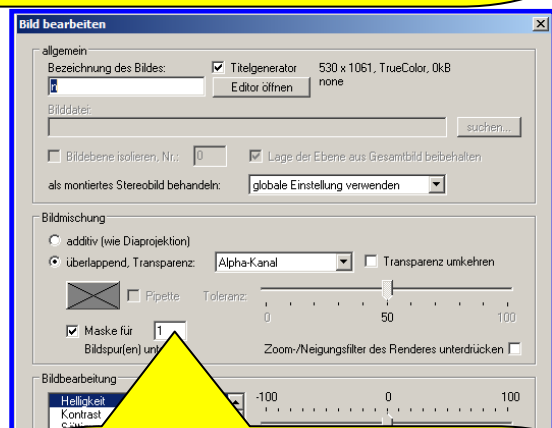 Bild bearbeiten
allgemein
Bezeichnung des Bildes:
Titelgenerator
530 x 1061, TrueColor, 0kB
n
Editor öffnen
none
Bilddatei:
suchen...
Bildebene isolieren, Nr.: 0
Lage der Ebene aus Gesamtbild beibehalten
als montiertes Stereobild behandeln:
globale Einstellung verwenden
Bildmischung
additiv (wie Diaprojektion)
überlappend, Transparenz:
Alpha-Kanal
Transparenz umkehren
Pipette
Toleranz:
0 50 100
Maske für 1
Bildspur(en)
Zoom-/Neigungsfilter des Renderes unterdrücken
Bildbearbeitung
Helligkeit
-100 0 100
Kontrast